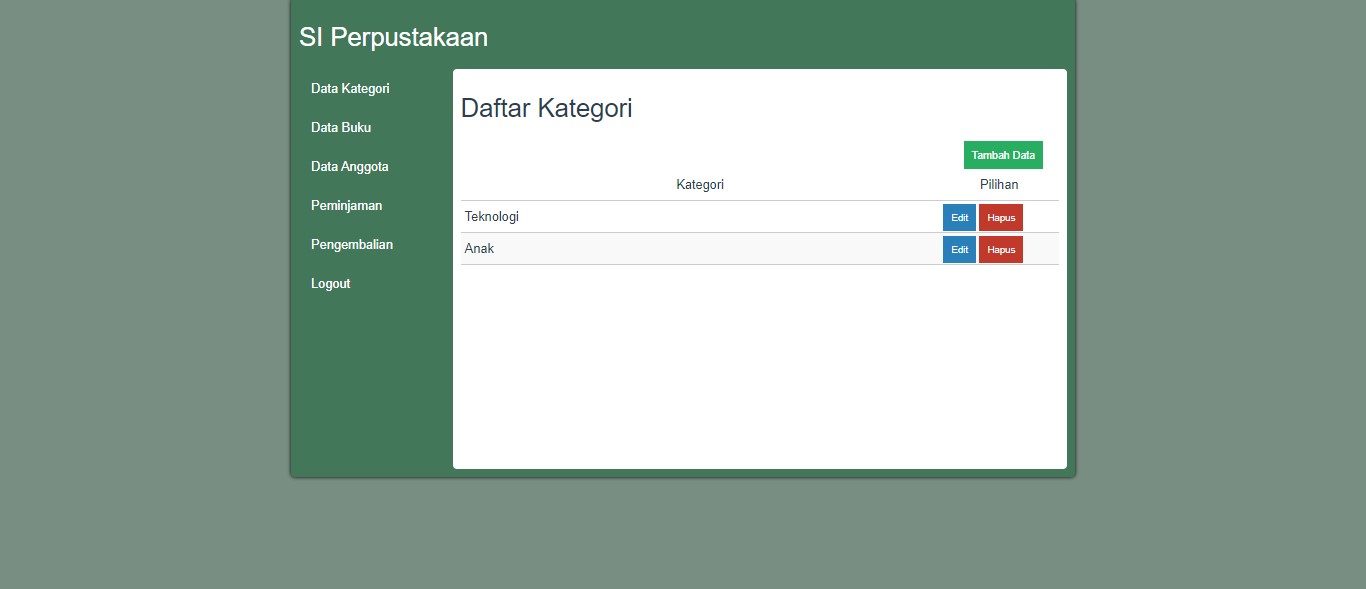 SI Perpustakaan
Data Kategori
Data Buku
Data Anggota
Peminjaman
Pengembalian
Logout
Daftar Kategori
Tambah Data
Kategori Pilihan
Teknologi Edit Hapus
Anak Edit Hapus